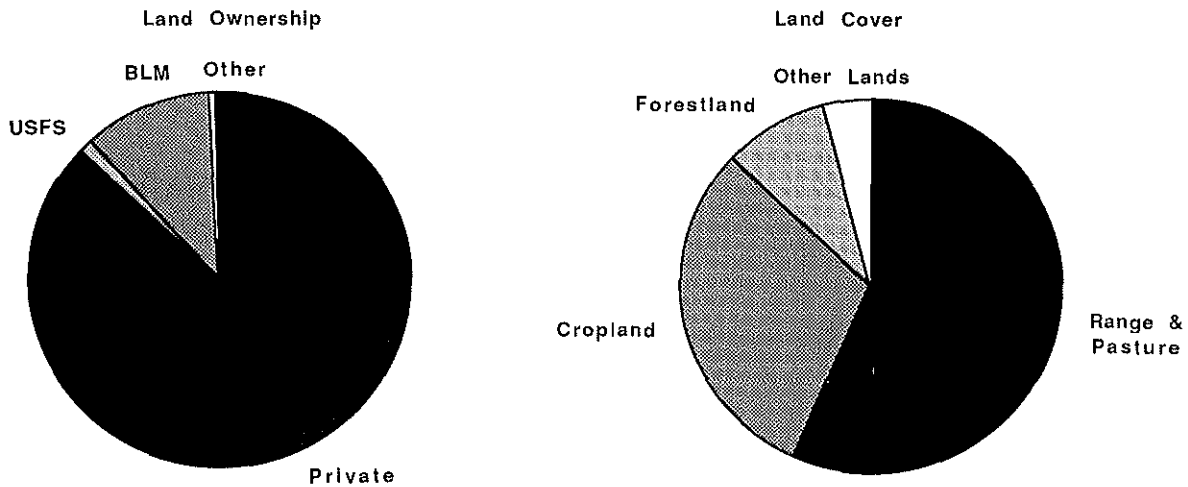 Land Ownership
BLM
Other
USFS
Private
Land Cover
Other Lands
Forestland
Cropland
Range &
Pasture